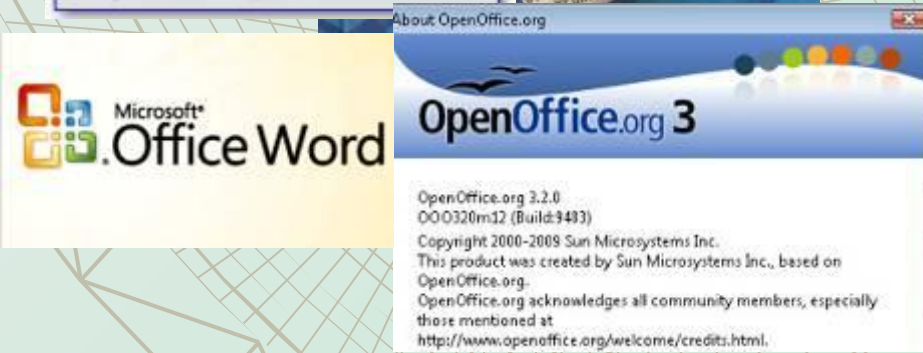 Microsoft®
Office Word
About OpenOffice.org
OpenOffice.org 3
OpenOffice.org 3.2.0
OOO320m12 (Build:9483)
Copyright 2000-2009 Sun Microsystems Inc.
This product was created by Sun Microsystems Inc., based on
OpenOffice.org.
OpenOffice.org acknowledges all community members, especially
those mentioned at
http://www.openoffice.org/welcome/credits.html.